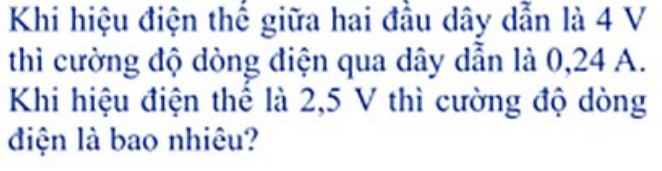 Khi hiệu điện thế giữa hai đầu dây dẫn là 4 V
thì cường độ dòng điện qua dây dẫn là 0,24 A.
Khi hiệu điện thế là 2,5 V thì cường độ dòng
điện là bao nhiêu?